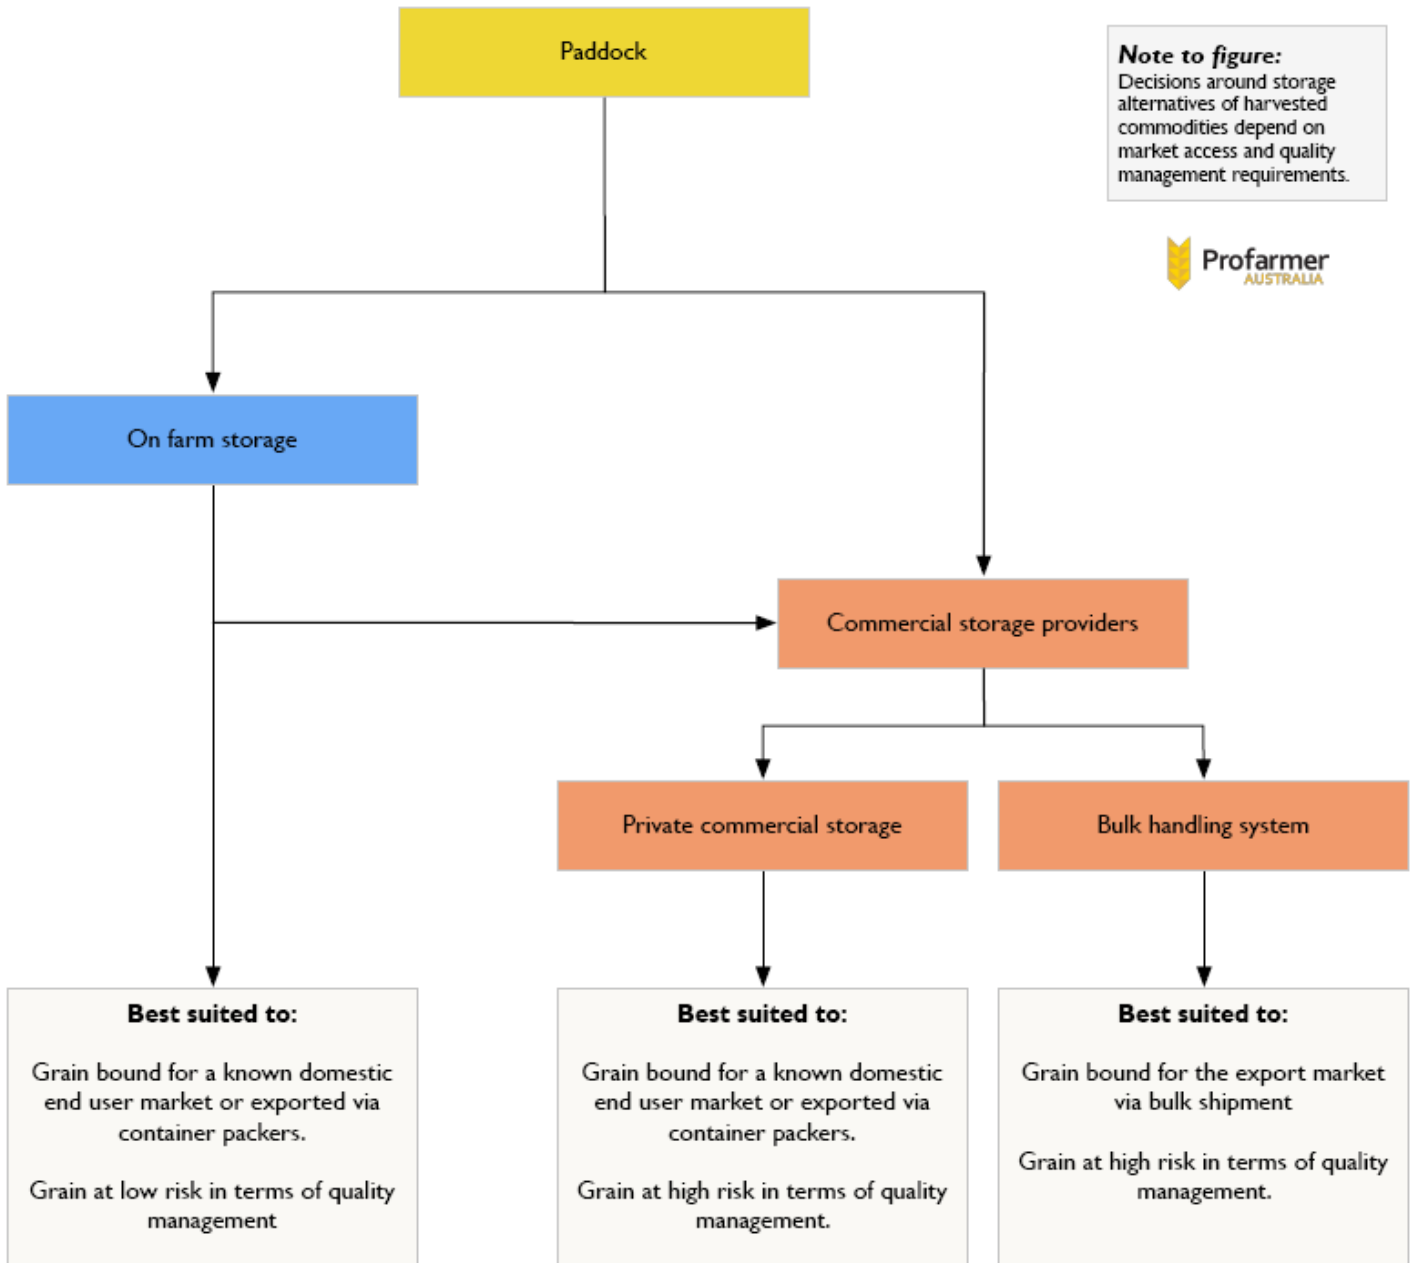 Paddock
Note to figure:
Decisions around storage
alternatives of harvested
commodities depend on
market access and quality
management requirements.
Profarmer
AUSTRALIA
On farm storage
Commercial storage providers
Private commercial storage
Bulk handling system
Best suited to:
Grain bound for a known domestic
end user market or exported via
container packers.
Grain at low risk in terms of quality
management
Best suited to:
Grain bound for a known domestic
end user market or exported via
container packers.
Grain at high risk in terms of quality
management.
Best suited to:
Grain bound for the export market
via bulk shipment
Grain at high risk in terms of quality
management.